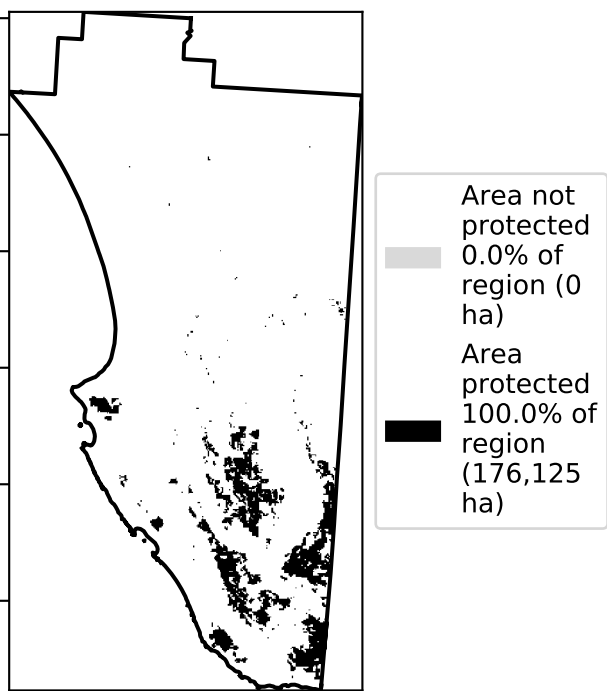 Area not
protected
0.0% of
region (0
ha)
Area
protected
100.0% of
region
(176,125
ha)